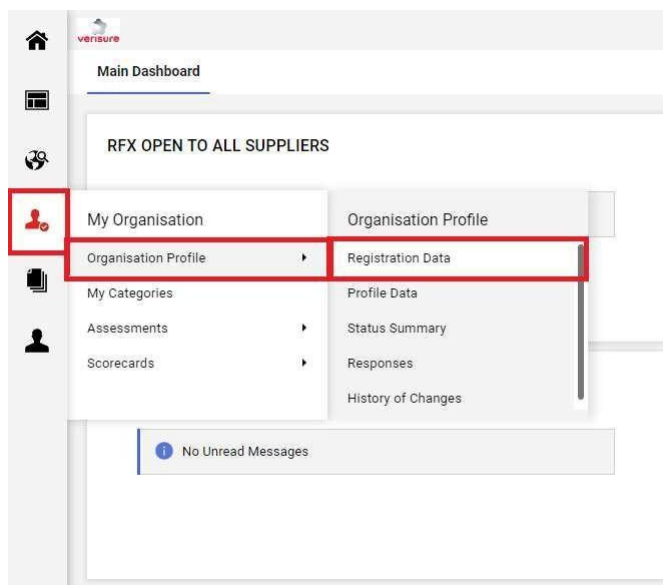 verisure
Main Dashboard
RFX OPEN TO ALL SUPPLIERS
My Organisation
Organisation Profile
My Categories
Assessments
Scorecards
Organisation Profile
Registration Data
Profile Data
Status Summary
Responses
History of Changes
No Unread Messages